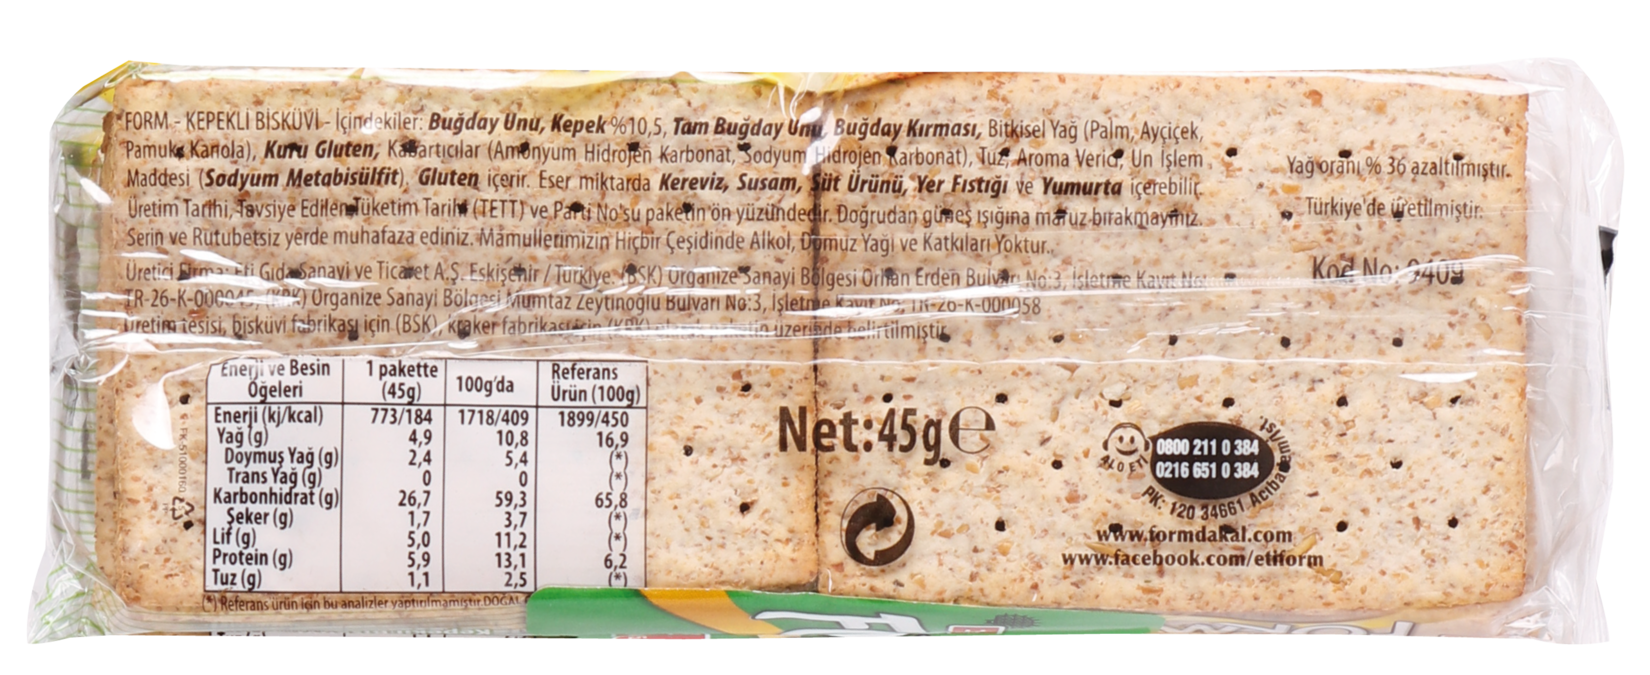 FORM - KEPEKLİ BİSKÜVİ - İçindekiler: Buğday Unu, Kepek %10,5, Tam Buğday Unu, Buğday Kırması, Bitkisel Yağ (Palm, Ayçiçek,
Pamuk, Kanola), Kuru Gluten, Kabartıcılar (Amonyum Hidrojen Karbonat, Sodyum Hidrojen Karbonat), Tuz, Aroma Verici, Un İşlem
Maddesi (Sodyum Metabisülfit). Gluten içerir. Eser miktarda Kereviz, Susam, Süt Ürünü, Yer Fıstığı ve Yumurta içerebilir.
Üretim Tarihi, Tavsiye Edilen Tüketim Tarihi (TETT) ve Parti No'su paketin ön yüzündedir. Doğrudan güneş ışığına maruz bırakmayınız.
Serin ve Rutubetsiz yerde muhafaza ediniz. Mamullerimizin Hiçbir Çeşidinde Alkol, Domuz Yağı ve Katkıları Yoktur.
Üretici Firma: Eti Gıda Sanayi ve Ticaret A.Ş. Eskişehir / Türkiye. (BSK) Organize Sanayi Bölgesi Orhan Erden Bulvarı No:3, İşletme Kayıt No:
(KRK) Organize Sanayi Bölgesi Mümtaz Zeytinoğlu Bulvarı No:3, İşletme Kayıt No: TR-26-K-000058
Üretim tesisi, bisküvi fabrikası için (BSK), kraker fabrikası için (KRK) olarak paketin üzerinde belirtilmiştir.
Yağ oranı % 36 azaltılmıştır.
Türkiye'de üretilmiştir.
Kod No: 940g
Enerji ve Besin Öğeleri 1 pakette (45g) 100g'da Referans Ürün (100g)
Enerji (kj/kcal) 773/184 1718/409 1899/450
Yağ (g) 4,9 10,8 16,9
Doymuş Yağ (g) 2,4 5,4 (*)
Trans Yağ (g) 0 0 (*)
Karbonhidrat (g) 26,7 59,3 65,8
Şeker (g) 1,7 3,7 (*)
Lif (g) 5,0 11,2 (*)
Protein (g) 5,9 13,1 6,2
Tuz (g) 1,1 2,5 (*)
(*) Referans ürün için bu analizler yaptırılmamıştır. DOĞAL
Net:45g℮
ALO ETİ
0800 211 0 384
0216 651 0 384
PK: 120 34661 Acıbadem/İst.
www.formdakal.com
www.facebook.com/etiform